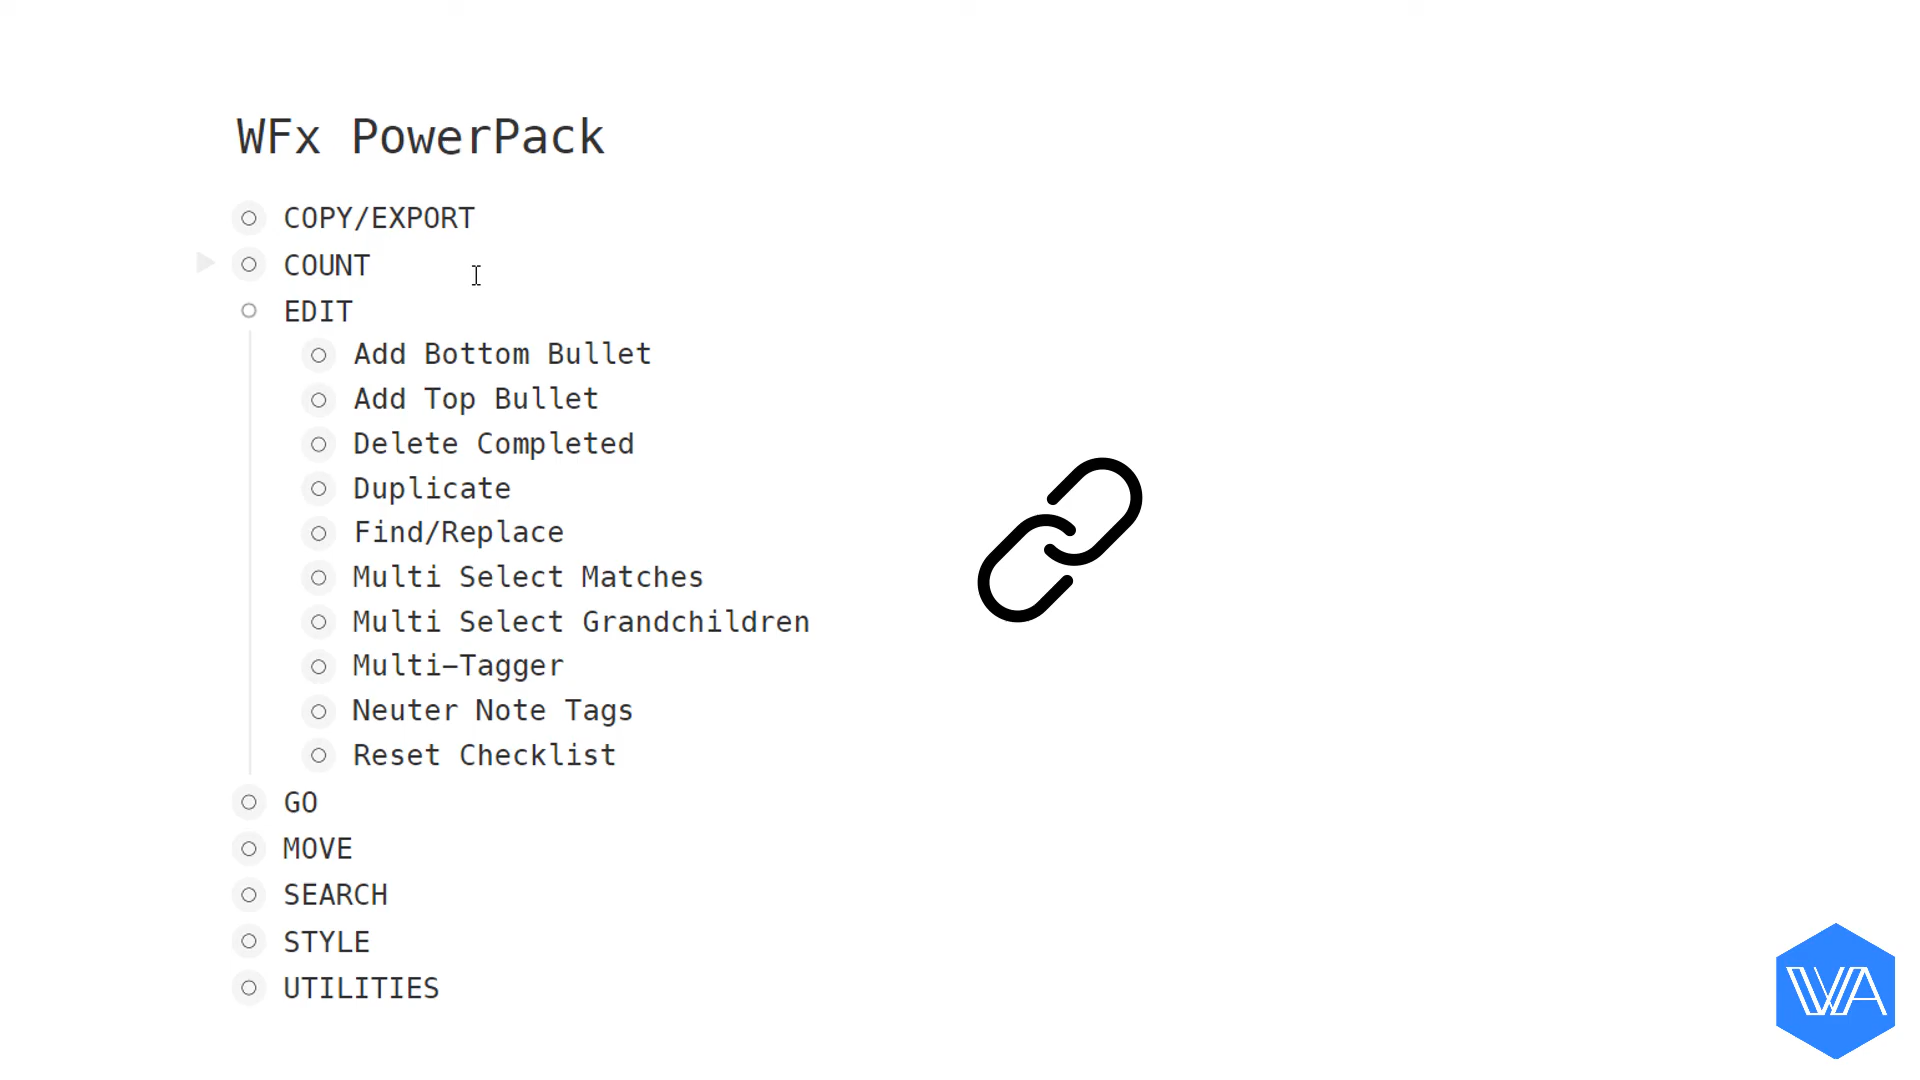 WFx PowerPack
COPY/EXPORT
COUNT
EDIT
Add Bottom Bullet
Add Top Bullet
Delete Completed
Duplicate
Find/Replace
Multi Select Matches
Multi Select Grandchildren
Multi-Tagger
Neuter Note Tags
Reset Checklist
GO
MOVE
SEARCH
STYLE
UTILITIES
WA